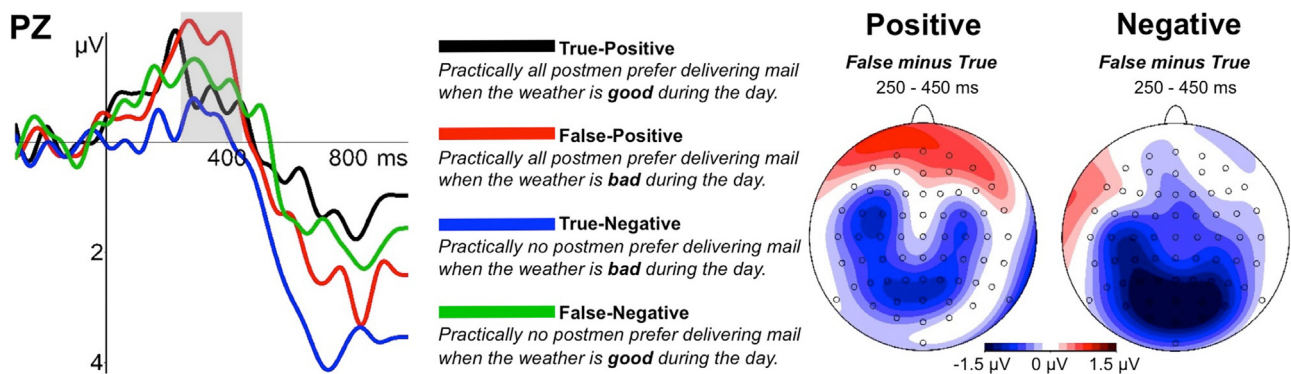 PZ
µV
400
800 ms
2
4
True-Positive
Practically all postmen prefer delivering mail
when the weather is good during the day.
False-Positive
Practically all postmen prefer delivering mail
when the weather is bad during the day.
True-Negative
Practically no postmen prefer delivering mail
when the weather is bad during the day.
False-Negative
Practically no postmen prefer delivering mail
when the weather is good during the day.
Positive
False minus True
250 - 450 ms
Negative
False minus True
250 - 450 ms
-1.5 µV 0 µV 1.5 µV